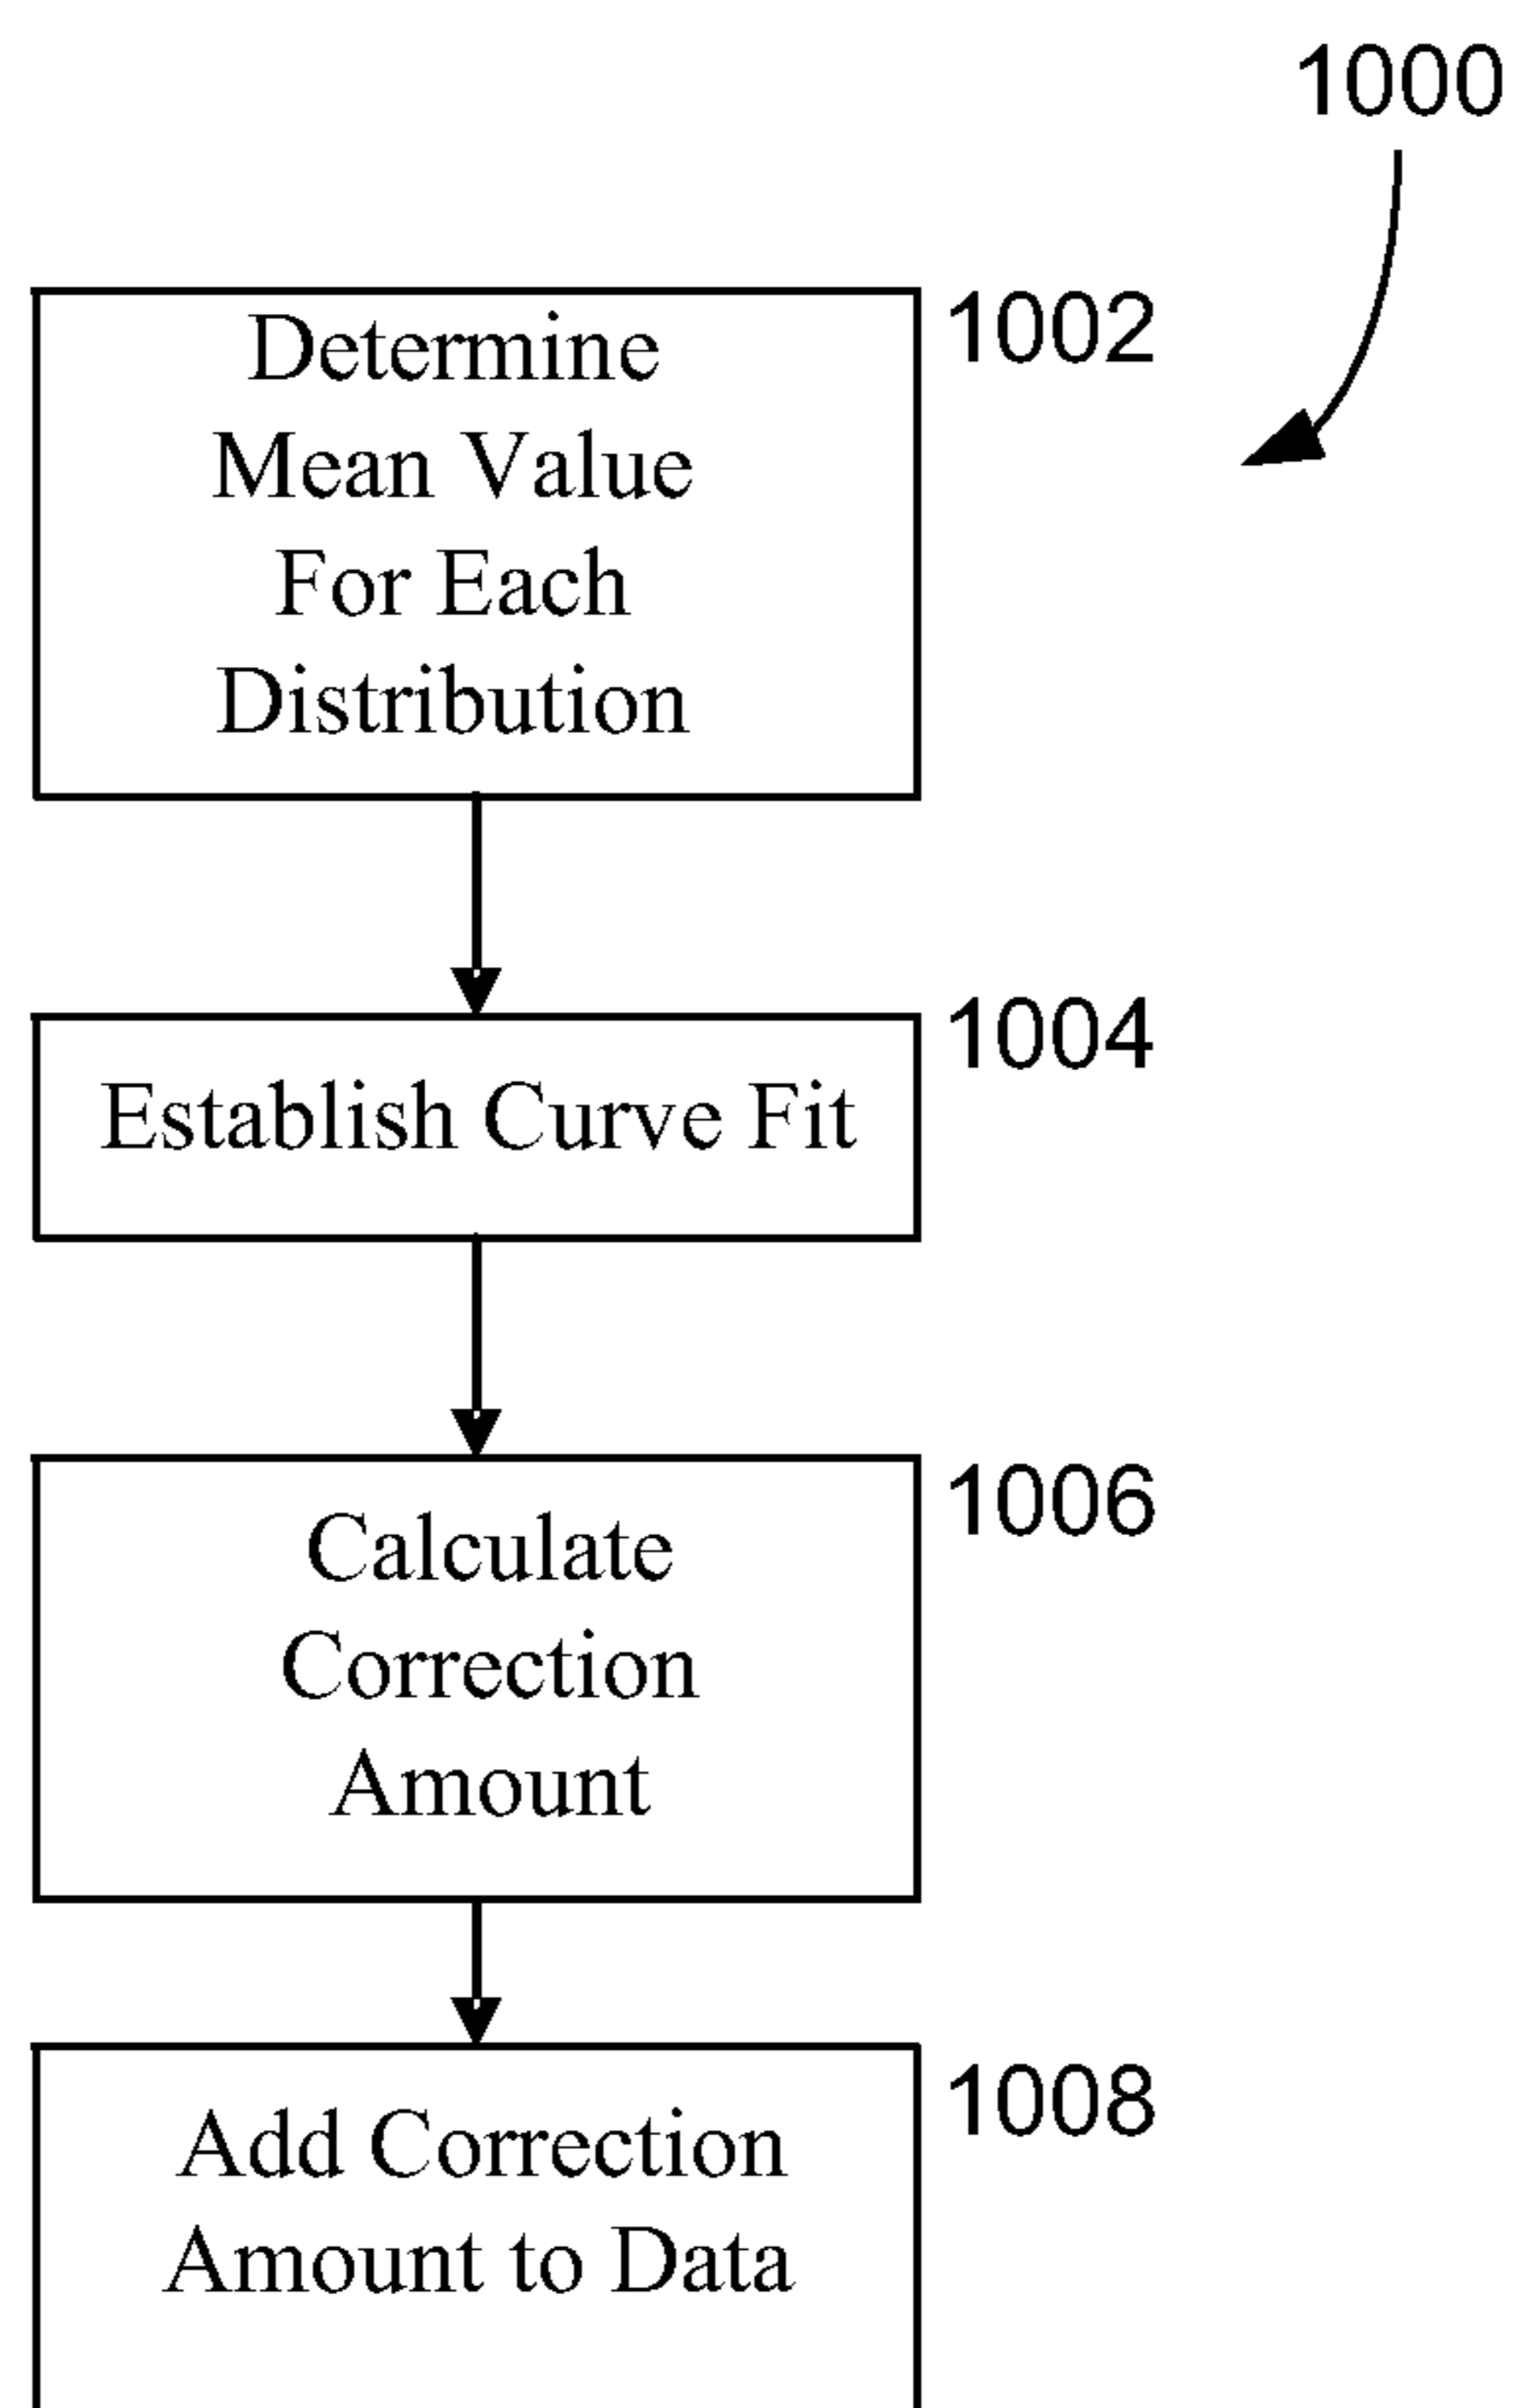 1000
1002
Determine
Mean Value
For Each
Distribution
1004
Establish Curve Fit
1006
Calculate
Correction
Amount
1008
Add Correction
Amount to Data